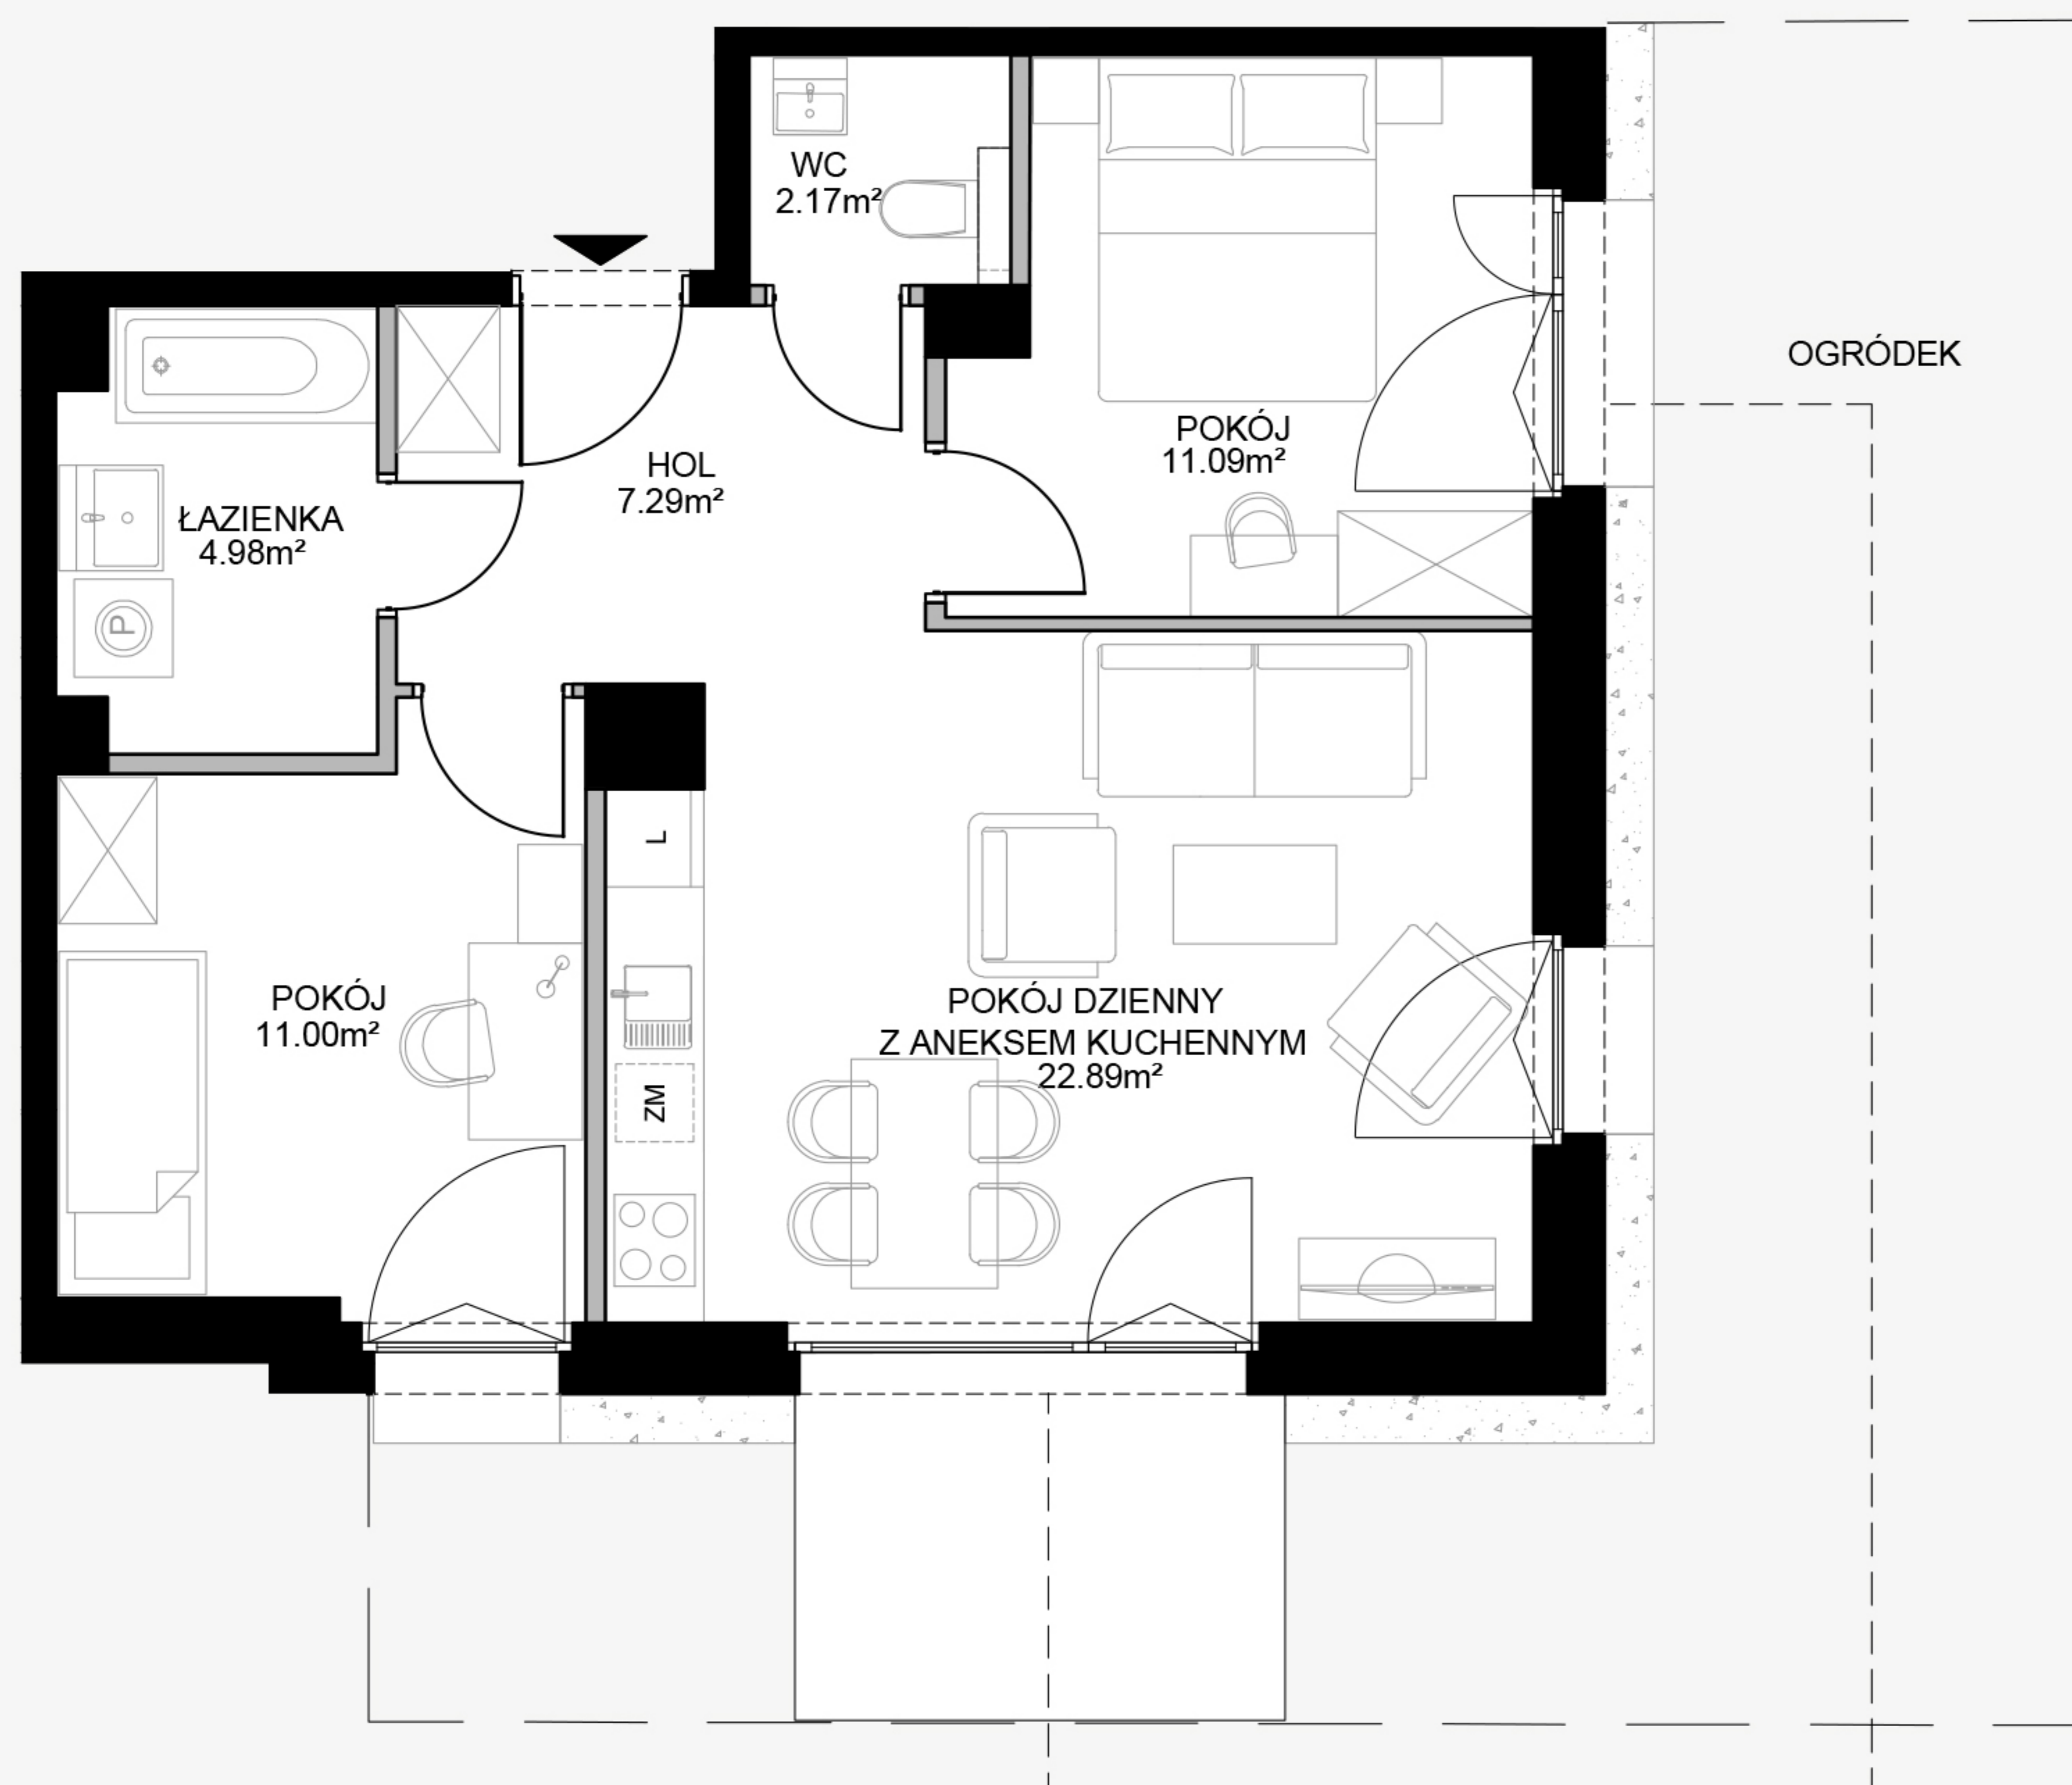 WC
2.17m²
OGRÓDEK
POKÓJ
11.09m²
HOL
7.29m²
ŁAZIENKA
4.98m²
P
L
POKÓJ
11.00m²
POKÓJ DZIENNY
Z ANEKSEM KUCHENNYM
22.89m²
ZM